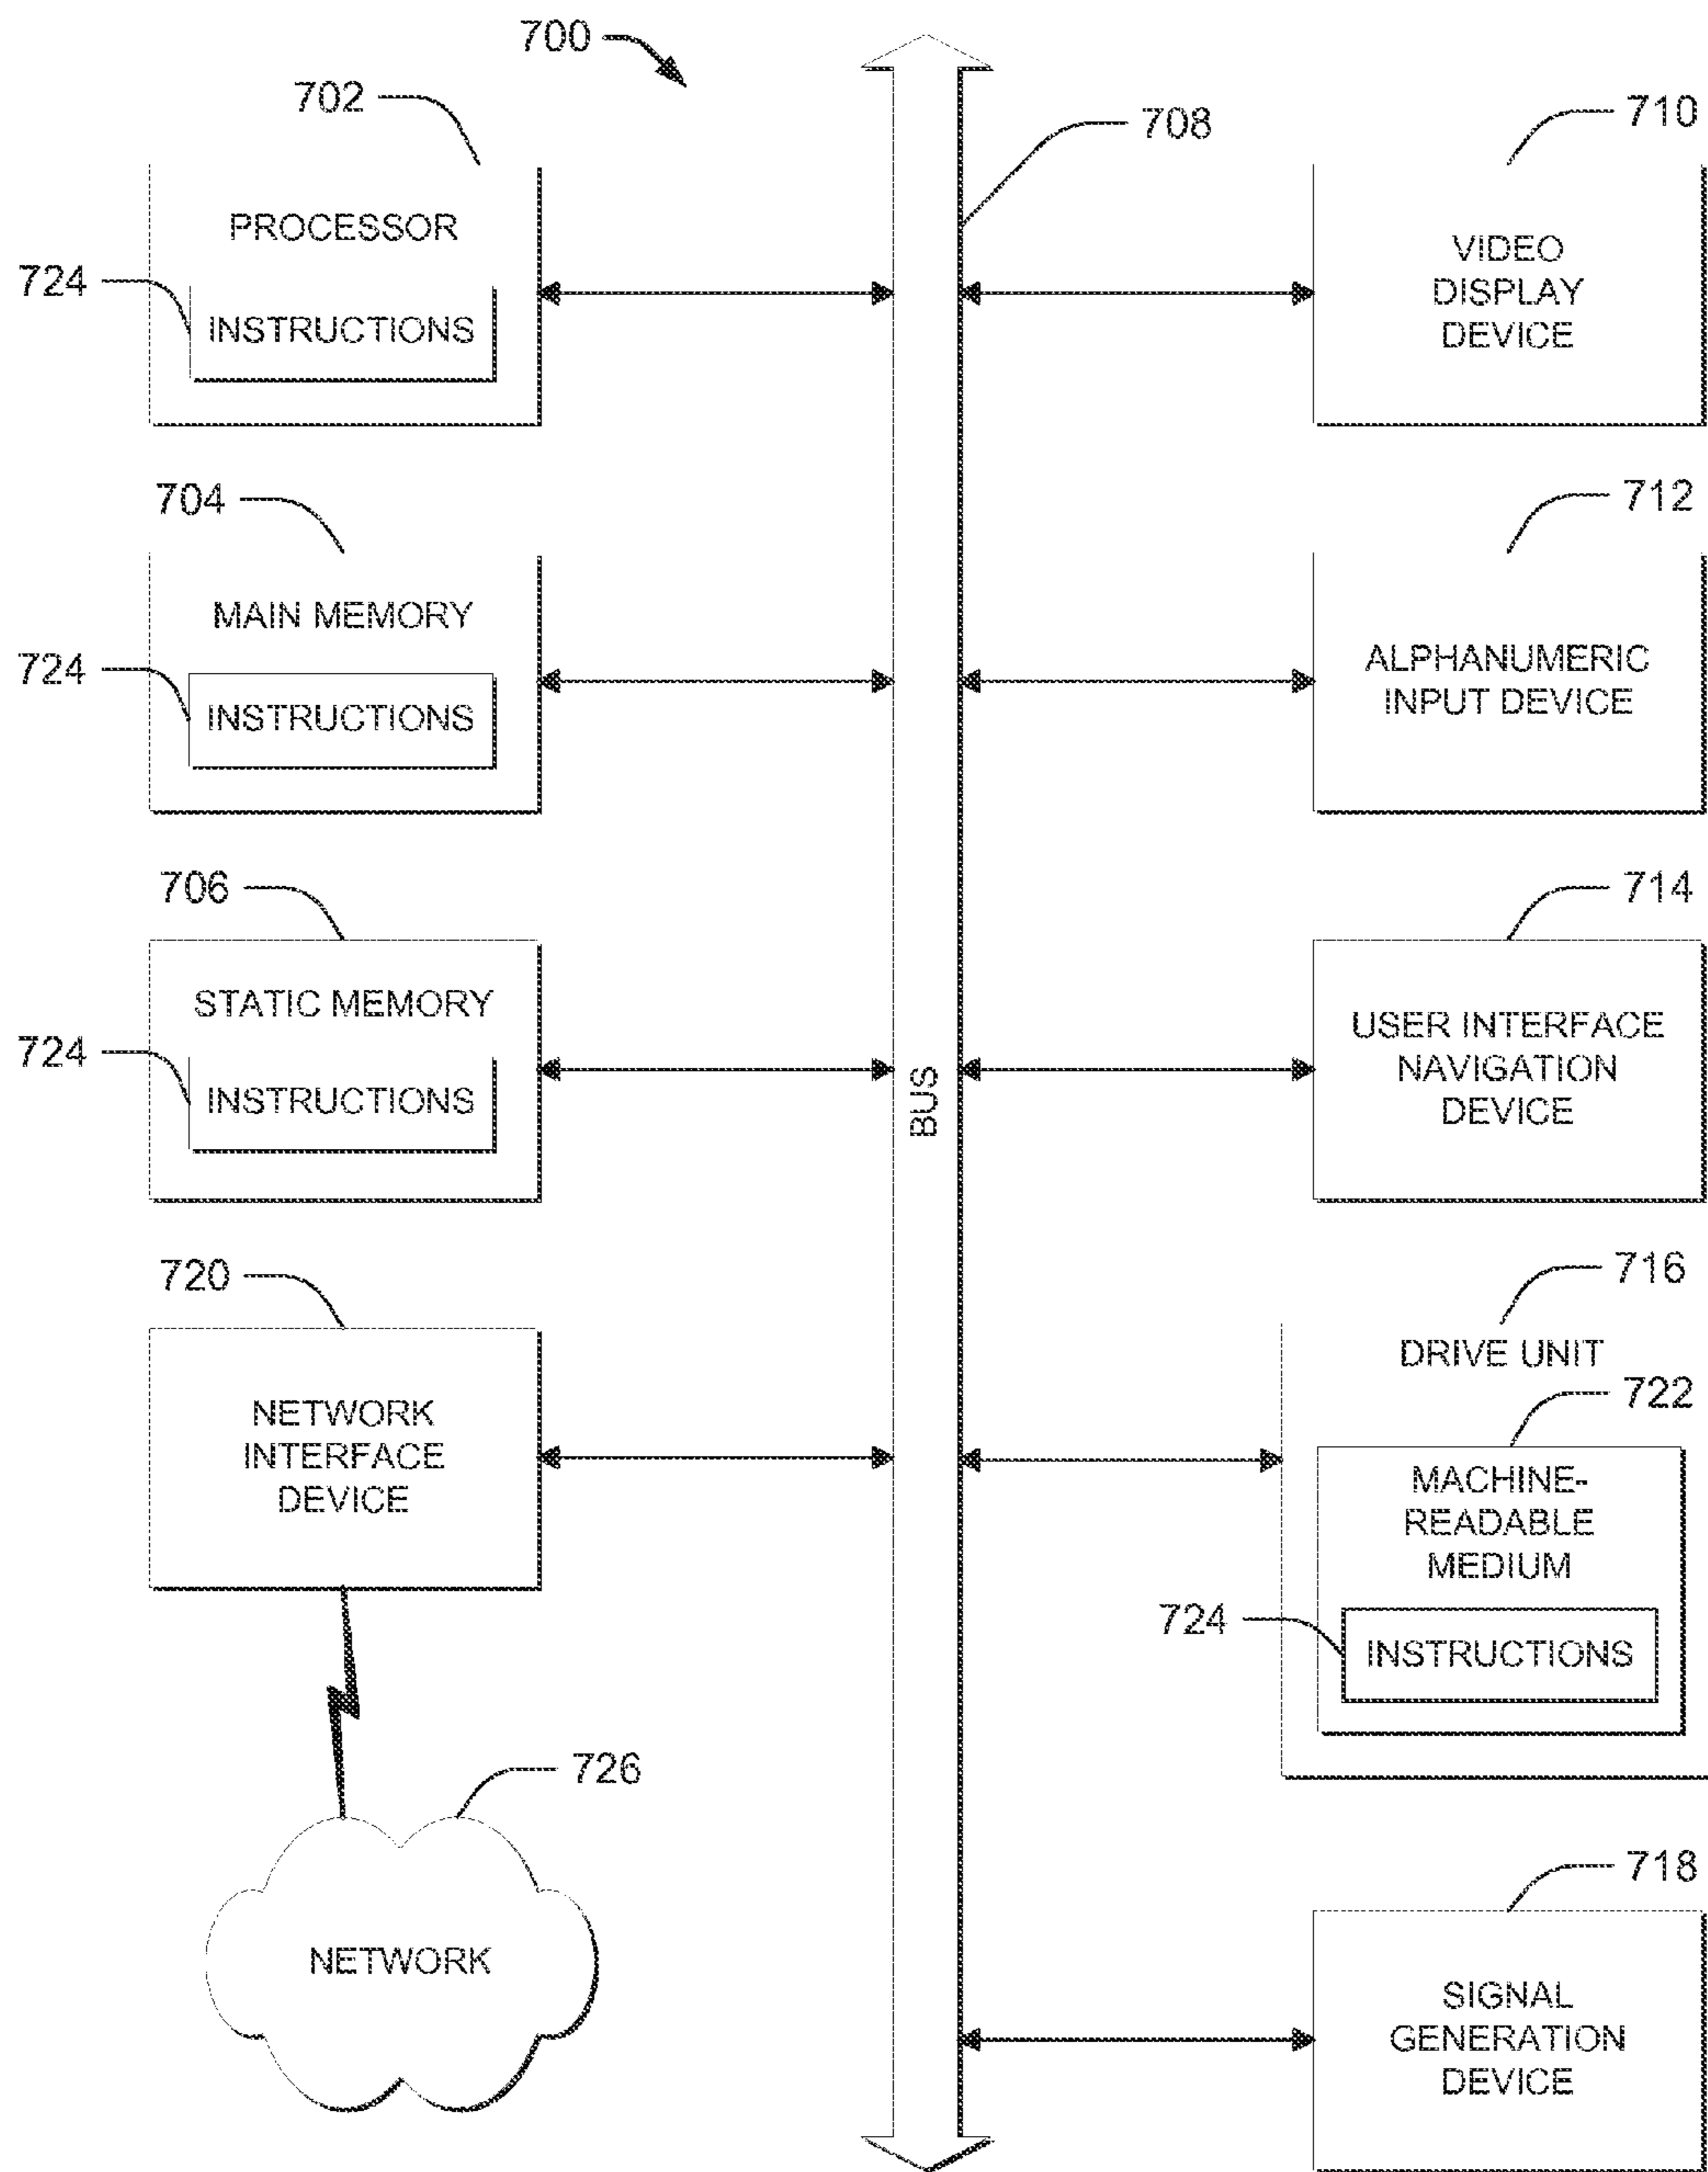 700
702
PROCESSOR
724
INSTRUCTIONS
704
MAIN MEMORY
724
INSTRUCTIONS
706
STATIC MEMORY
724
INSTRUCTIONS
720
NETWORK
INTERFACE
DEVICE
726
NETWORK
708
BUS
710
VIDEO
DISPLAY
DEVICE
712
ALPHANUMERIC
INPUT DEVICE
714
USER INTERFACE
NAVIGATION
DEVICE
716
DRIVE UNIT
722
MACHINE-
READABLE
MEDIUM
724
INSTRUCTIONS
718
SIGNAL
GENERATION
DEVICE